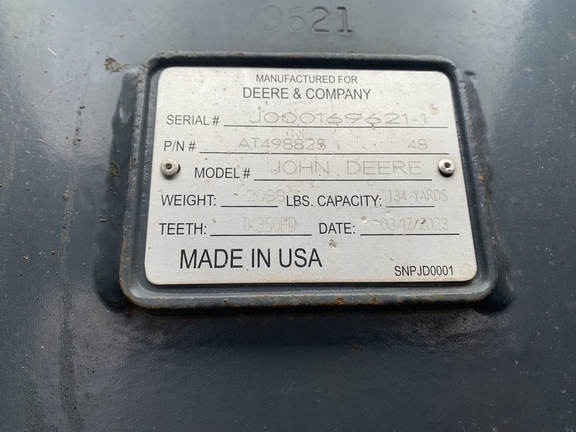 9621
MANUFACTURED FOR
DEERE & COMPANY
SERIAL # J000169621-1
P/N # AT498825 48
MODEL # JOHN DEERE
WEIGHT: LBS. CAPACITY: 134-YARDS
TEETH: TK350FD DATE: 03/17/2023
MADE IN USA
SNPJD0001